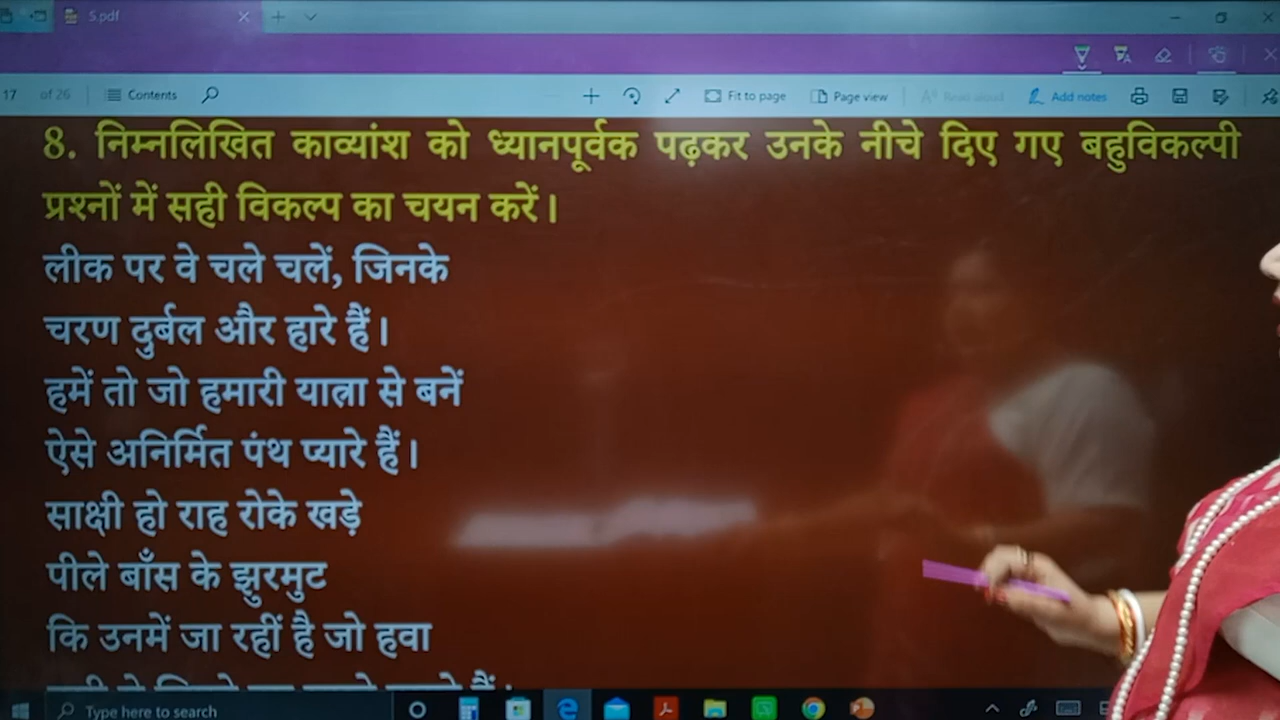 5.pdf
17 of 26 Contents Fit to page Page view Read aloud Add notes
8. निम्नलिखित काव्यांश को ध्यानपूर्वक पढ़कर उनके नीचे दिए गए बहुविकल्पी
प्रश्नों में सही विकल्प का चयन करें।
लीक पर वे चले चलें, जिनके
चरण दुर्बल और हारे हैं।
हमें तो जो हमारी यात्रा से बनें
ऐसे अनिर्मित पंथ प्यारे हैं।
साक्षी हो राह रोके खड़े
पीले बाँस के झुरमुट
कि उनमें जा रहीं है जो हवा
Type here to search